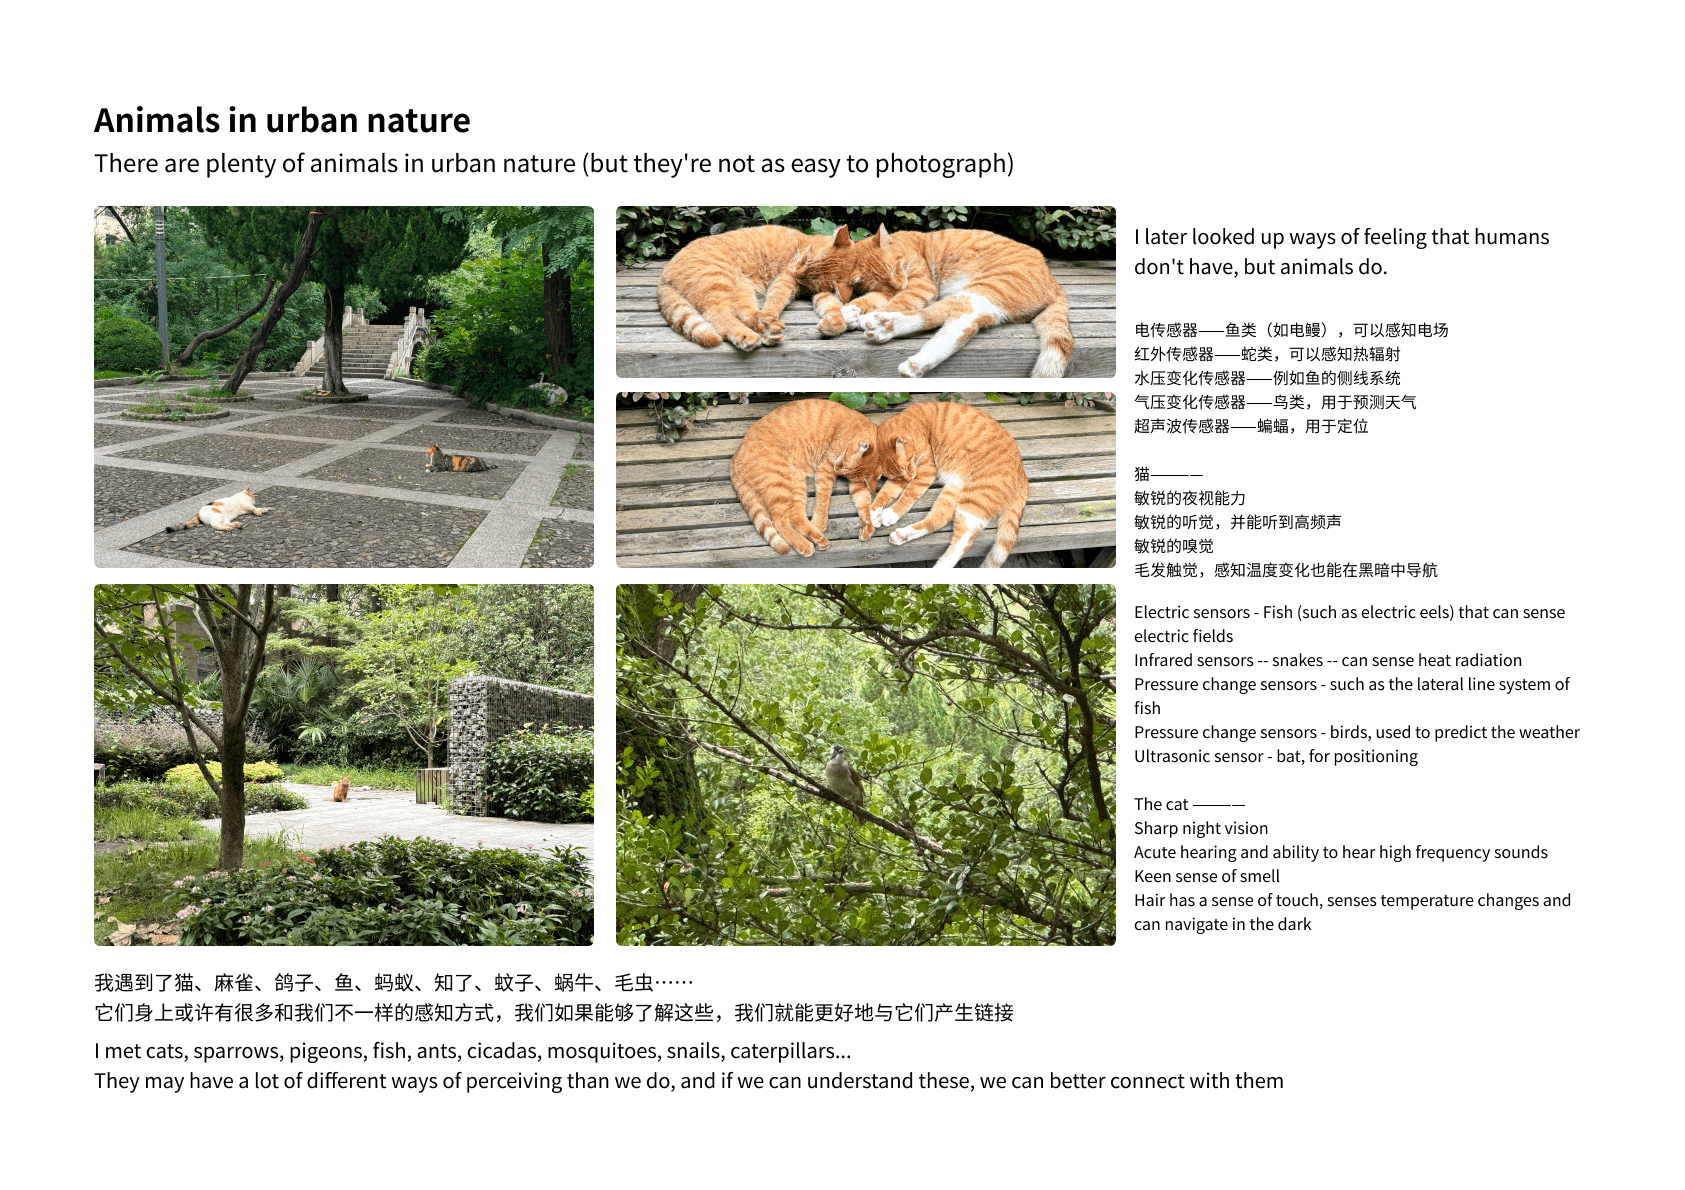 Animals in urban nature
There are plenty of animals in urban nature (but they're not as easy to photograph)
I later looked up ways of feeling that humans
don't have, but animals do.
电传感器——鱼类（如电鳗），可以感知电场
红外传感器——蛇类，可以感知热辐射
水压变化传感器——例如鱼的侧线系统
气压变化传感器——鸟类，用于预测天气
超声波传感器——蝙蝠，用于定位
猫————
敏锐的夜视能力
敏锐的听觉，并能听到高频声
敏锐的嗅觉
毛发触觉，感知温度变化也能在黑暗中导航
Electric sensors - Fish (such as electric eels) that can sense
electric fields
Infrared sensors -- snakes -- can sense heat radiation
Pressure change sensors - such as the lateral line system of
fish
Pressure change sensors - birds, used to predict the weather
Ultrasonic sensor - bat, for positioning
The cat ————
Sharp night vision
Acute hearing and ability to hear high frequency sounds
Keen sense of smell
Hair has a sense of touch, senses temperature changes and
can navigate in the dark
我遇到了猫、麻雀、鸽子、鱼、蚂蚁、知了、蚊子、蜗牛、毛虫……
它们身上或许有很多和我们不一样的感知方式，我们如果能够了解这些，我们就能更好地与它们产生链接
I met cats, sparrows, pigeons, fish, ants, cicadas, mosquitoes, snails, caterpillars...
They may have a lot of different ways of perceiving than we do, and if we can understand these, we can better connect with them